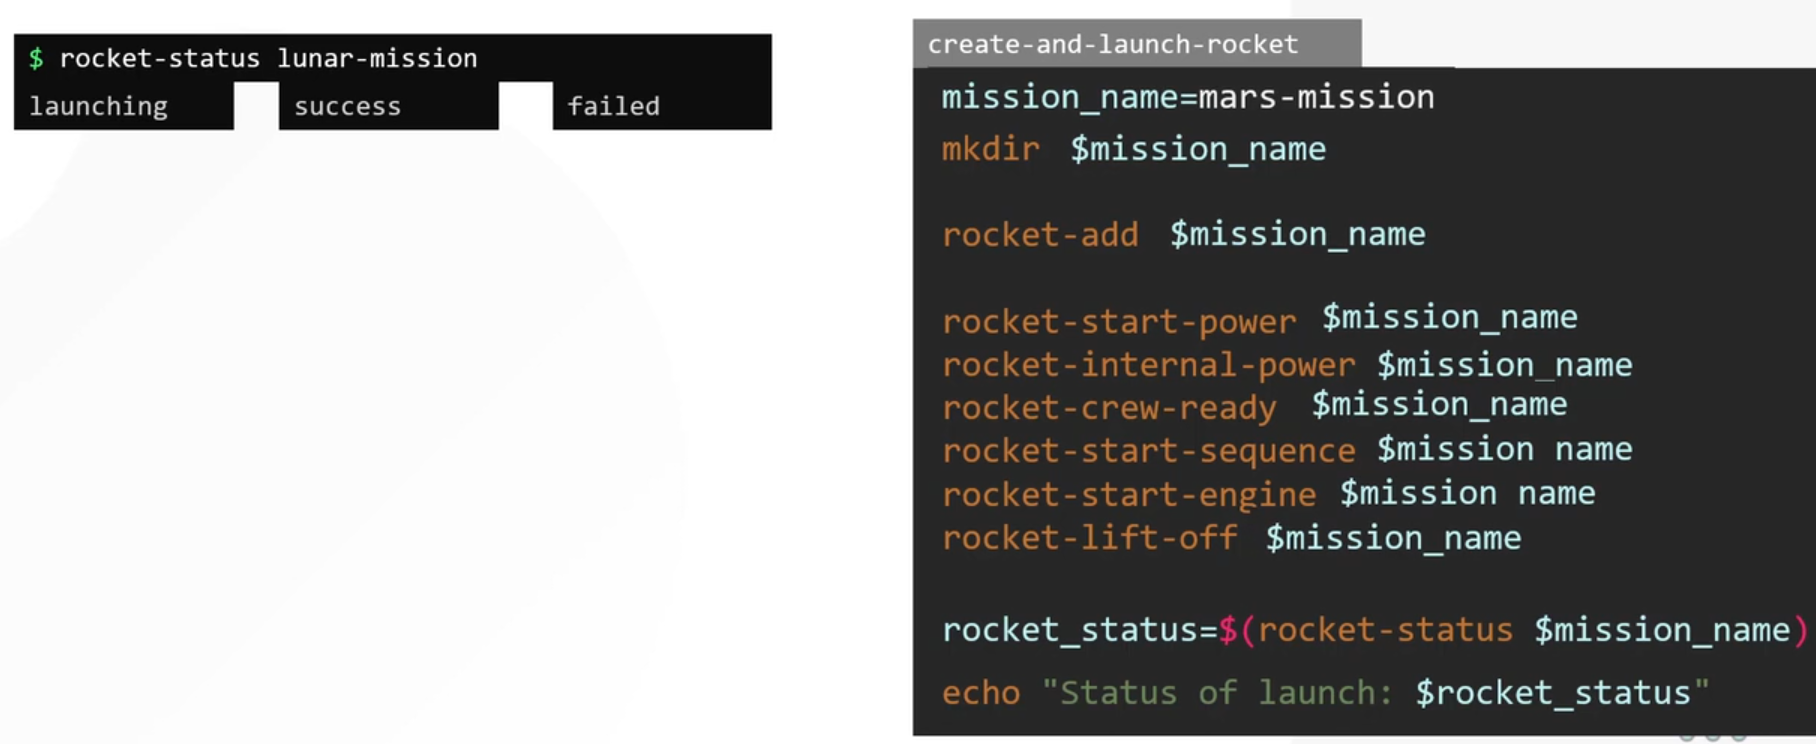 $ rocket-status lunar-mission
launching success failed
create-and-launch-rocket
mission_name=mars-mission
mkdir $mission_name
rocket-add $mission_name
rocket-start-power $mission_name
rocket-internal-power $mission_name
rocket-crew-ready $mission_name
rocket-start-sequence $mission name
rocket-start-engine $mission name
rocket-lift-off $mission_name
rocket_status=$(rocket-status $mission_name)
echo "Status of launch: $rocket_status"